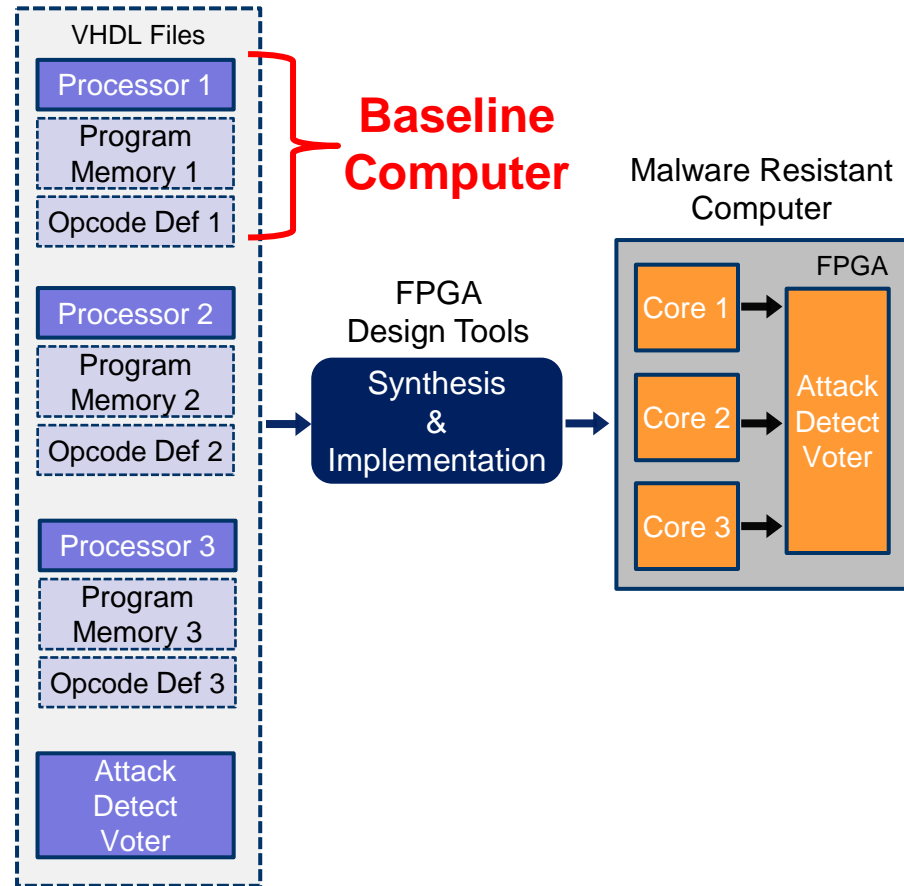 VHDL Files
Processor 1
Program
Memory 1
Opcode Def 1
Baseline
Computer
Processor 2
Program
Memory 2
Opcode Def 2
Processor 3
Program
Memory 3
Opcode Def 3
Attack
Detect
Voter
FPGA
Design Tools
Synthesis
&
Implementation
Malware Resistant
Computer
FPGA
Core 1
Core 2
Core 3
Attack
Detect
Voter